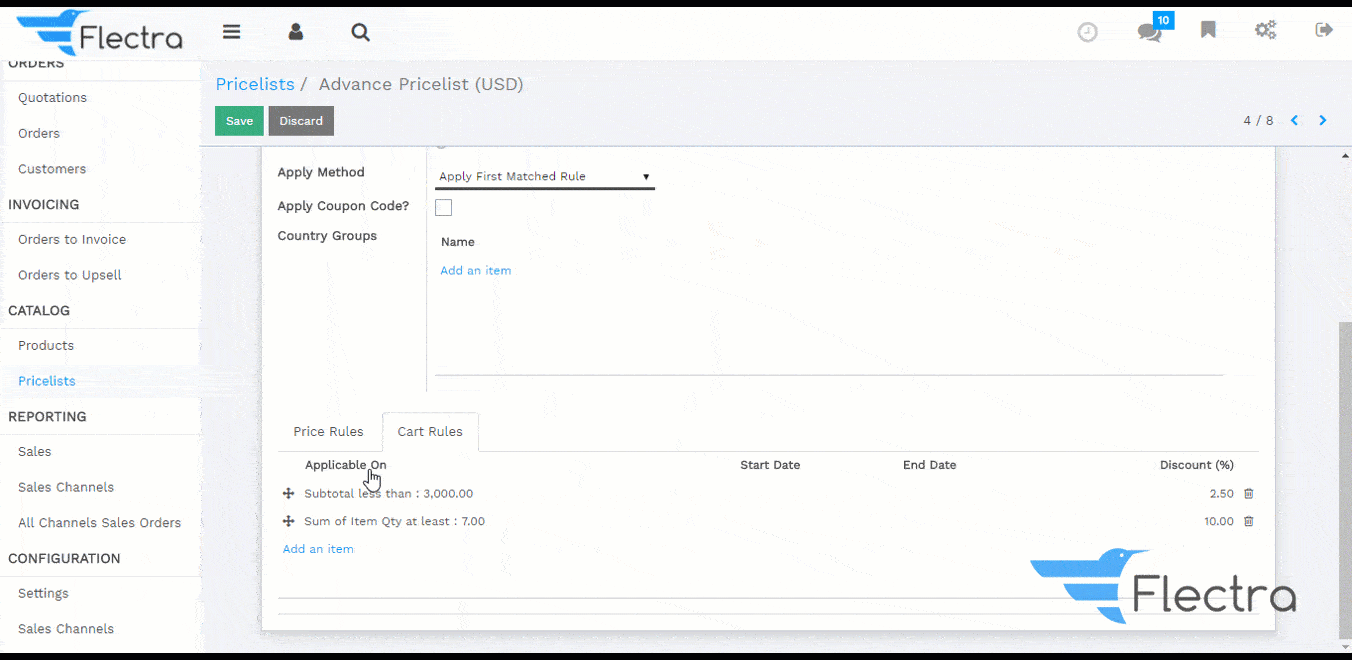 Flectra
10
ORDERS
Quotations
Orders
Customers
INVOICING
Orders to Invoice
Orders to Upsell
CATALOG
Products
Pricelists
REPORTING
Sales
Sales Channels
All Channels Sales Orders
CONFIGURATION
Settings
Sales Channels
Pricelists / Advance Pricelist (USD)
Save Discard
4 / 8
Apply Method Apply First Matched Rule
Apply Coupon Code?
Country Groups
Name
Add an item
Price Rules Cart Rules
Applicable On Start Date End Date Discount (%)
Subtotal less than : 3,000.00 2.50
Sum of Item Qty at least : 7.00 10.00
Add an item
Flectra